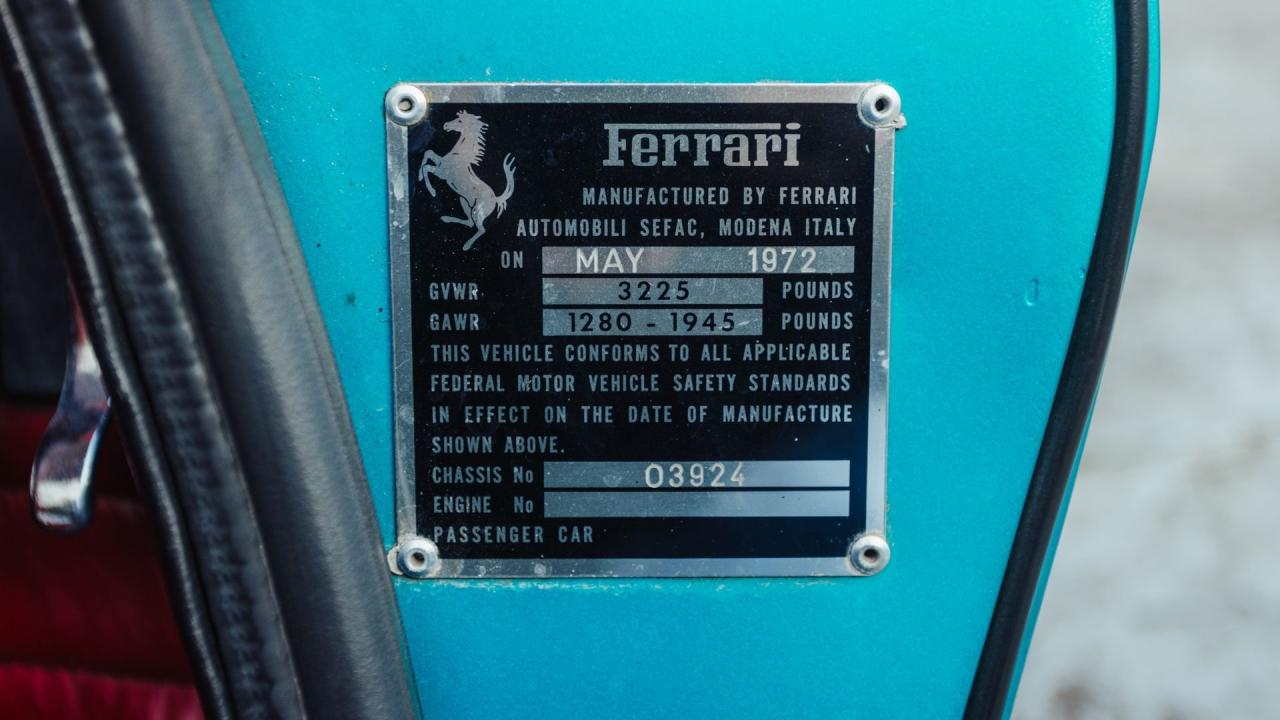 Ferrari
MANUFACTURED BY FERRARI
AUTOMOBILI SEFAC, MODENA ITALY
ON MAY 1972
GVWR 3225 POUNDS
GAWR 1280 - 1945 POUNDS
THIS VEHICLE CONFORMS TO ALL APPLICABLE
FEDERAL MOTOR VEHICLE SAFETY STANDARDS
IN EFFECT ON THE DATE OF MANUFACTURE
SHOWN ABOVE.
CHASSIS No 03924
ENGINE No
PASSENGER CAR